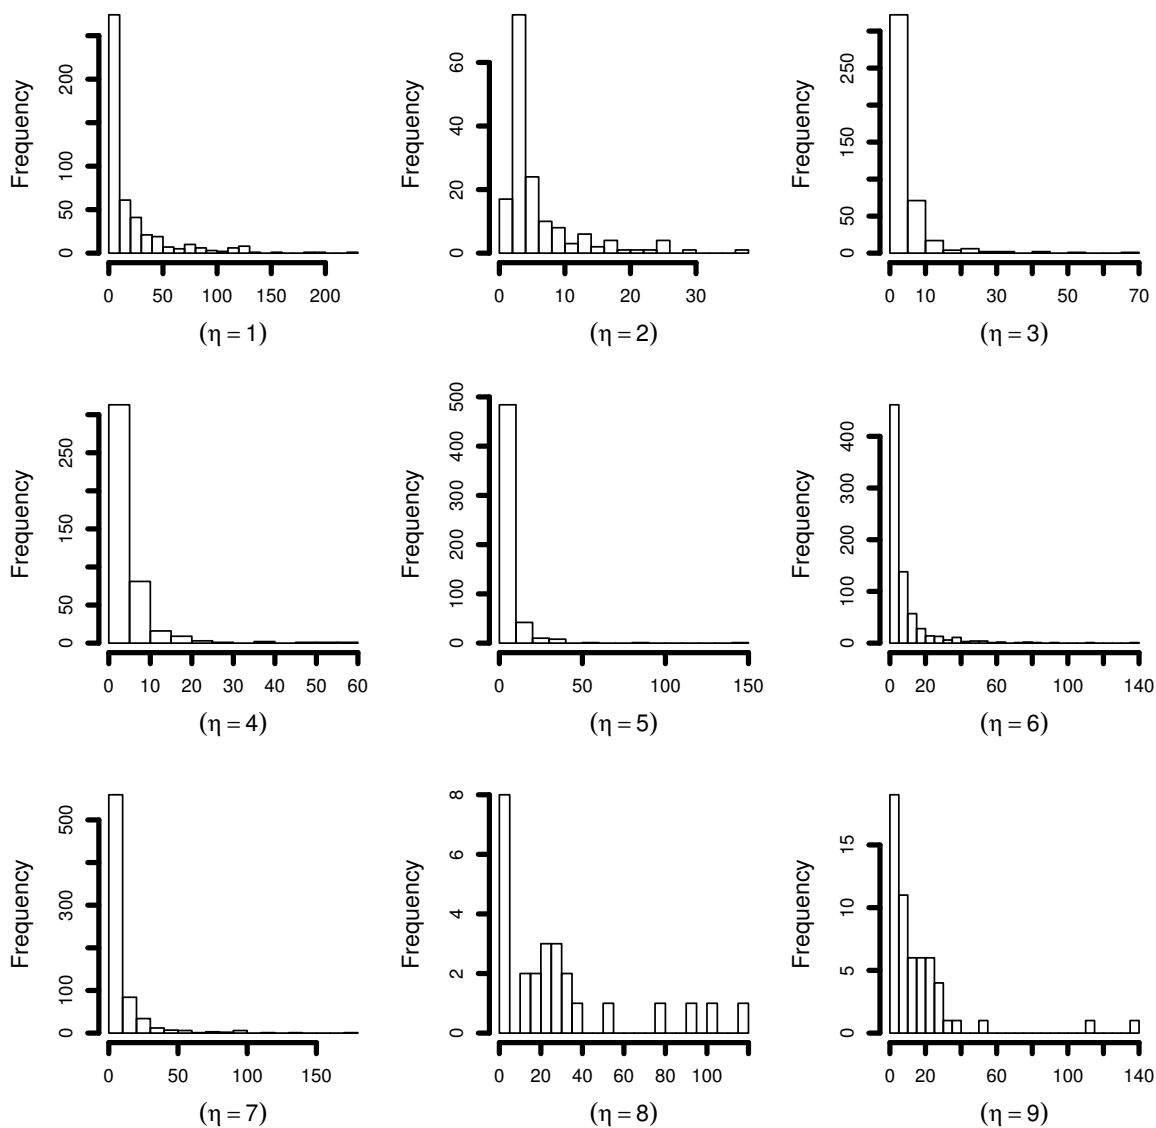 Frequency
0 50 100 200
0 50 100 150 200
(η = 1)
Frequency
0 20 40 60
0 10 20 30
(η = 2)
Frequency
0 50 150 250
0 10 30 50 70
(η = 3)
Frequency
0 50 150 250
0 10 20 30 40 50 60
(η = 4)
Frequency
0 100 200 300 400 500
0 50 100 150
(η = 5)
Frequency
0 100 200 300 400
0 20 60 100 140
(η = 6)
Frequency
0 100 300 500
0 50 100 150
(η = 7)
Frequency
0 2 4 6 8
0 20 40 60 80 100
(η = 8)
Frequency
0 5 10 15
0 20 60 100 140
(η = 9)